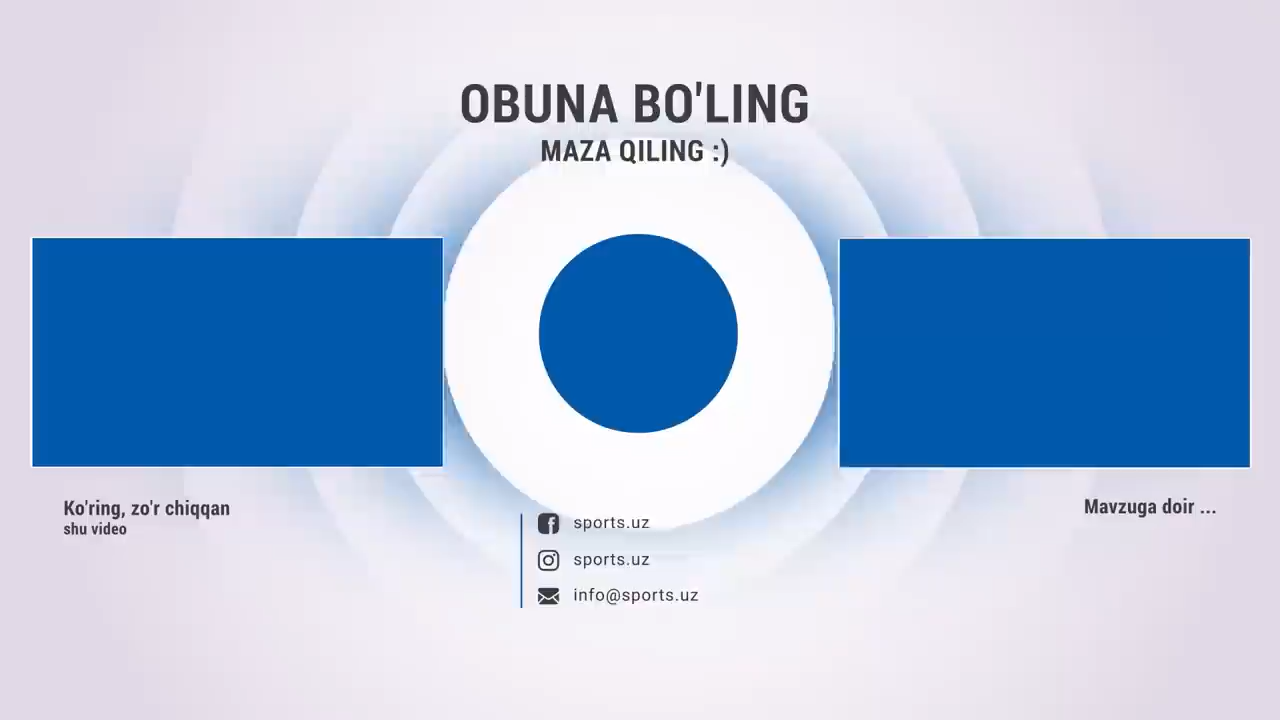 OBUNA BO'LING
MAZA QILING :)
Ko'ring, zo'r chiqqan
shu video
Mavzuga doir ...
sports.uz
sports.uz
info@sports.uz